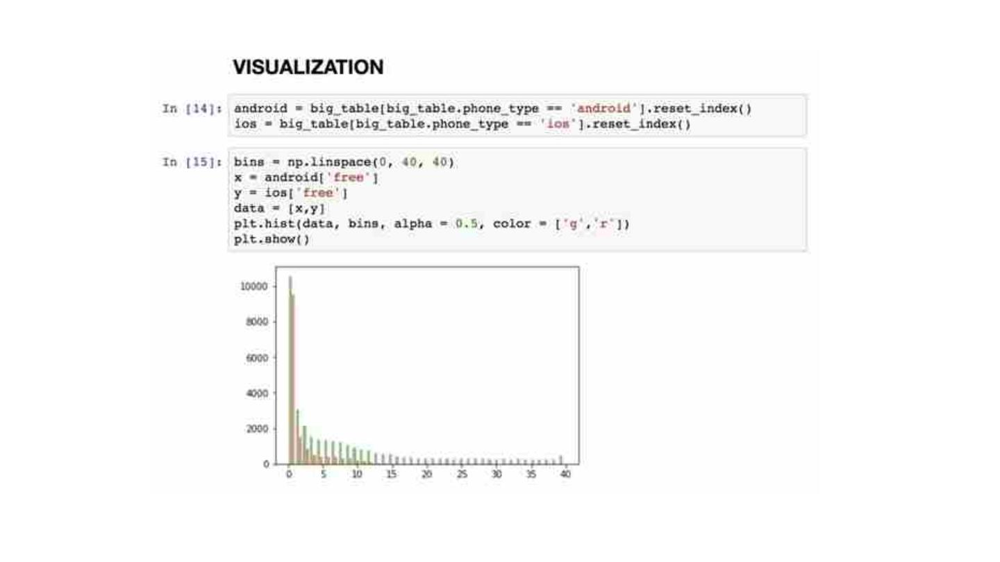 VISUALIZATION
In [14]: android = big_table[big_table.phone_type == 'android'].reset_index()
ios = big_table[big_table.phone_type == 'ios'].reset_index()
In [15]: bins = np.linspace(0, 40, 40)
x = android['free']
y = ios['free']
data = [x,y]
plt.hist(data, bins, alpha = 0.5, color = ['g','r'])
plt.show()
10000
8000
6000
4000
2000
0
0 5 10 15 20 25 30 35 40